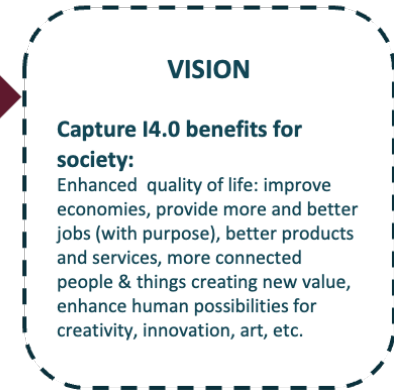 VISION
Capture I4.0 benefits for
society:
Enhanced  quality of life: improve
economies, provide more and better
jobs (with purpose), better products
and services, more connected
people & things creating new value,
enhance human possibilities for
creativity, innovation, art, etc.